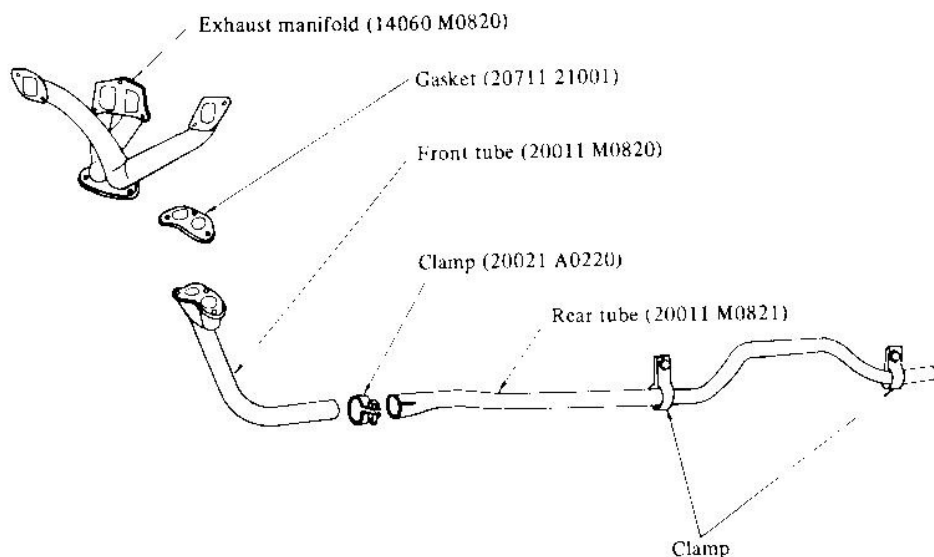 Exhaust manifold (14060 M0820)
Gasket (20711 21001)
Front tube (20011 M0820)
Clamp (20021 A0220)
Rear tube (20011 M0821)
Clamp